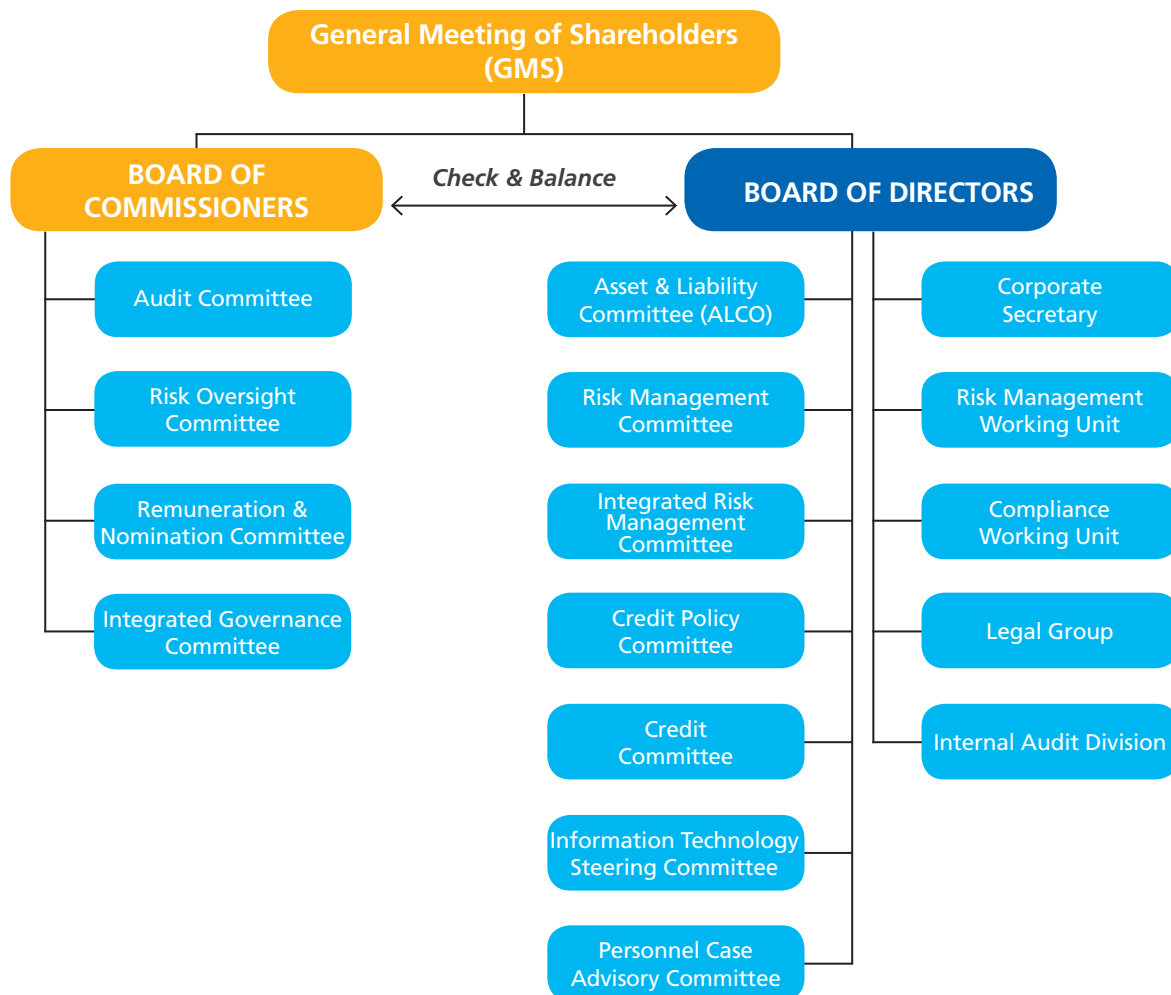 General Meeting of Shareholders
(GMS)
BOARD OF
COMMISSIONERS
Check & Balance
BOARD OF DIRECTORS
Audit Committee
Risk Oversight
Committee
Remuneration &
Nomination Committee
Integrated Governance
Committee
Asset & Liability
Committee (ALCO)
Risk Management
Committee
Integrated Risk
Management
Committee
Credit Policy
Committee
Credit
Committee
Information Technology
Steering Committee
Personnel Case
Advisory Committee
Corporate
Secretary
Risk Management
Working Unit
Compliance
Working Unit
Legal Group
Internal Audit Division